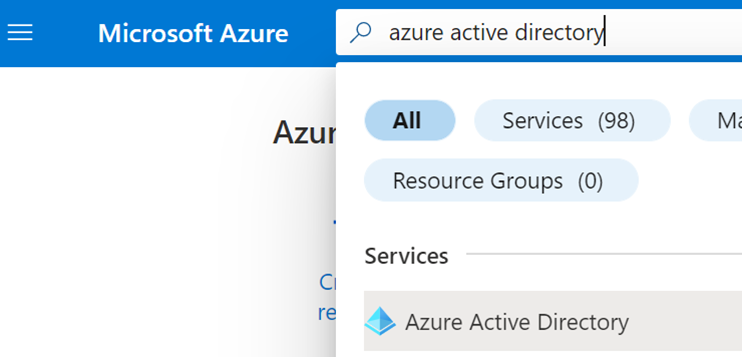 Microsoft Azure
azure active directory
All
Services (98)
Resource Groups (0)
Services
Azure Active Directory